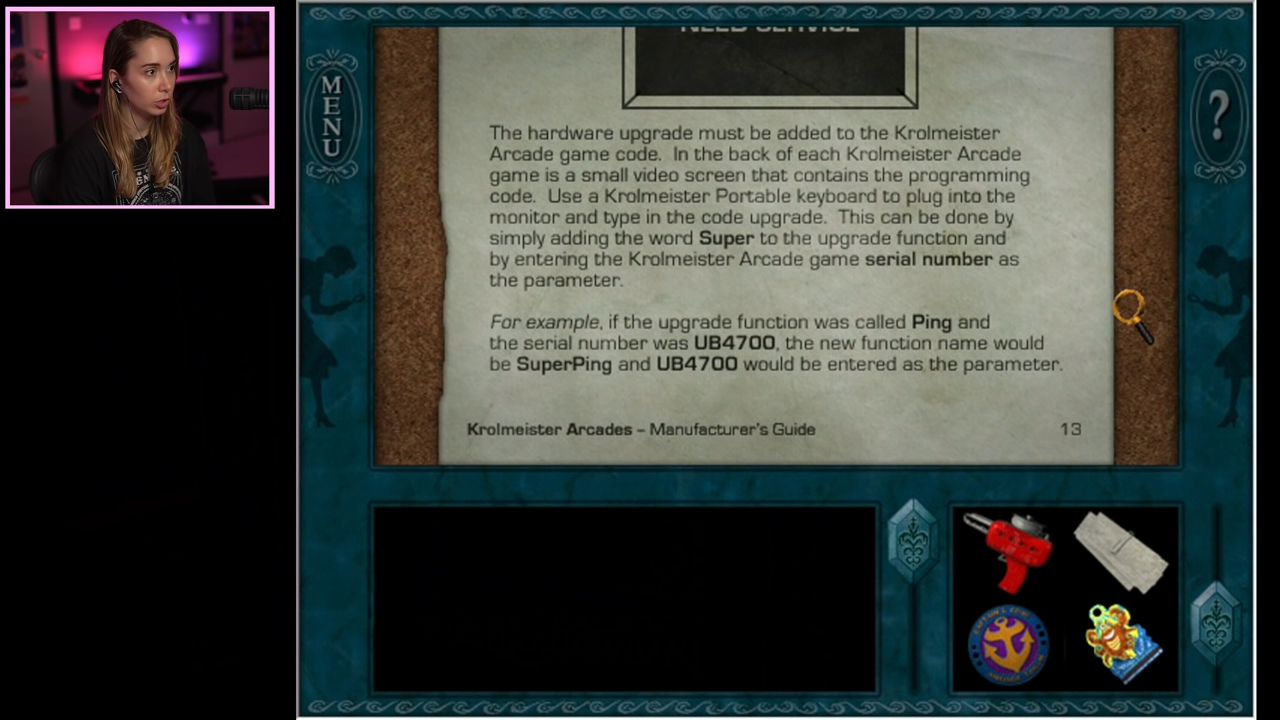 NEED SERVICE
MENU
?
The hardware upgrade must be added to the Krolmeister
Arcade game code. In the back of each Krolmeister Arcade
game is a small video screen that contains the programming
code. Use a Krolmeister Portable keyboard to plug into the
monitor and type in the code upgrade. This can be done by
simply adding the word Super to the upgrade function and
by entering the Krolmeister Arcade game serial number as
the parameter.
For example, if the upgrade function was called Ping and
the serial number was UB4700, the new function name would
be SuperPing and UB4700 would be entered as the parameter.
Krolmeister Arcades – Manufacturer's Guide
13